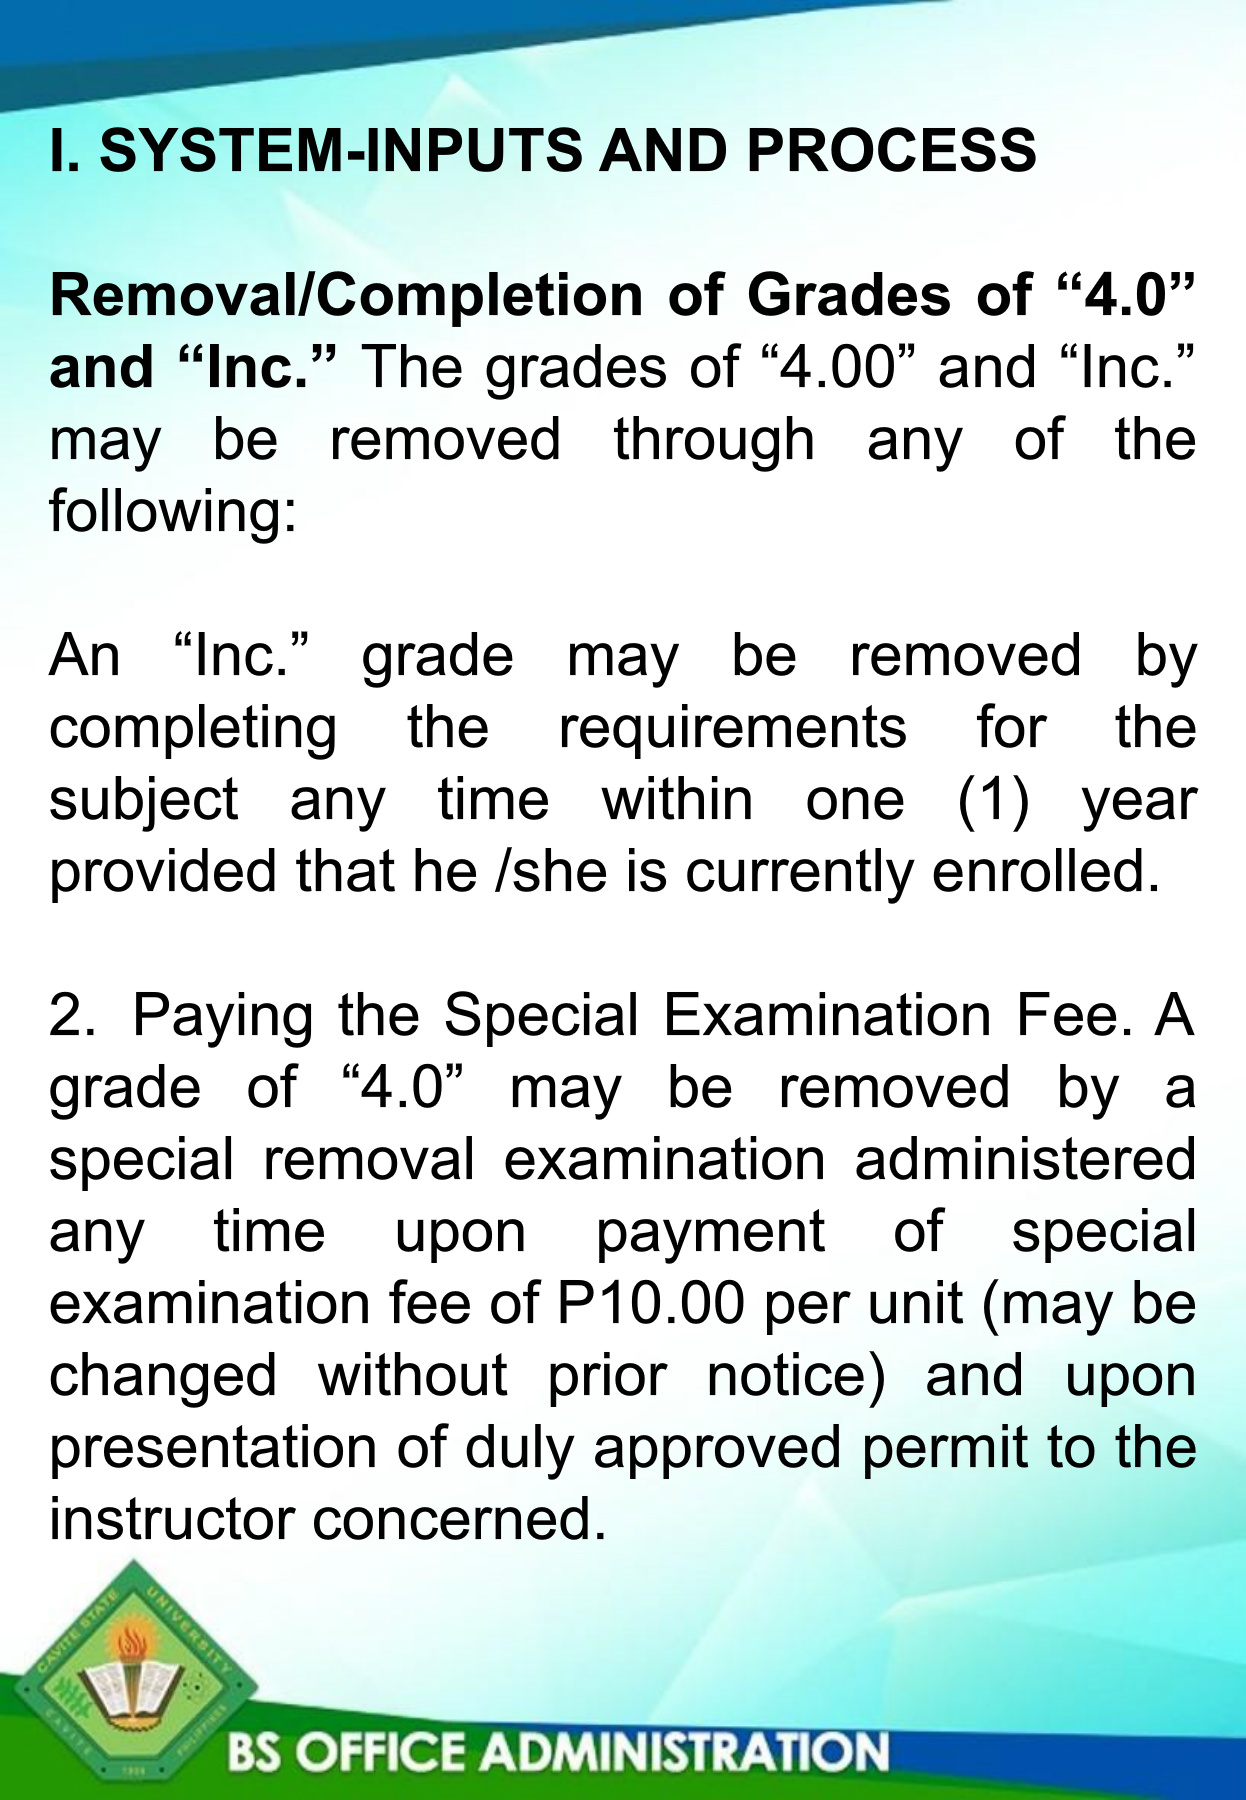 I. SYSTEM-INPUTS AND PROCESS
Removal/Completion of Grades of “4.0”
and “Inc.” The grades of “4.00” and “Inc.”
may be removed through any of the
following:
An “Inc.” grade may be removed by
completing the requirements for the
subject any time within one (1) year
provided that he /she is currently enrolled.
2. Paying the Special Examination Fee. A
grade of “4.0” may be removed by a
special removal examination administered
any time upon payment of special
examination fee of P10.00 per unit (may be
changed without prior notice) and upon
presentation of duly approved permit to the
instructor concerned.
CAVITE STATE UNIVERSITY
CAVITE PHILIPPINES
1906
BS OFFICE ADMINISTRATION